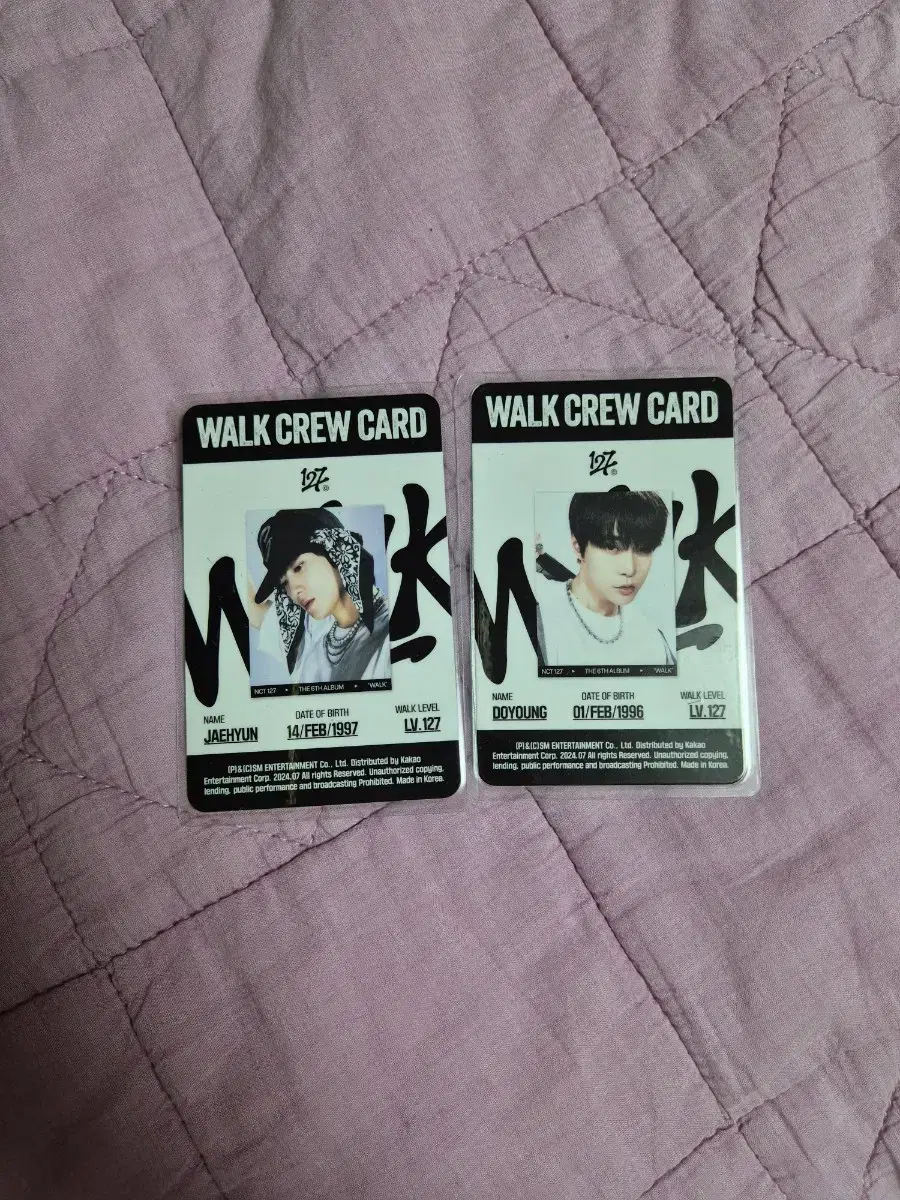 WALK CREW CARD
127
WALK
NCT 127 • THE 6TH ALBUM • "WALK"
NAME
JAEHYUN
DATE OF BIRTH
14/FEB/1997
WALK LEVEL
LV.127
(P)&(C)SM ENTERTAINMENT Co., Ltd. Distributed by Kakao
Entertainment Corp. 2024.07 All rights Reserved. Unauthorized copying,
lending, public performance and broadcasting Prohibited. Made in Korea.
WALK CREW CARD
127
WALK
NCT 127 • THE 6TH ALBUM • "WALK"
NAME
DOYOUNG
DATE OF BIRTH
01/FEB/1996
WALK LEVEL
LV.127
(P)&(C)SM ENTERTAINMENT Co., Ltd. Distributed by Kakao
Entertainment Corp. 2024.07 All rights Reserved. Unauthorized copying,
lending, public performance and broadcasting Prohibited. Made in Korea.